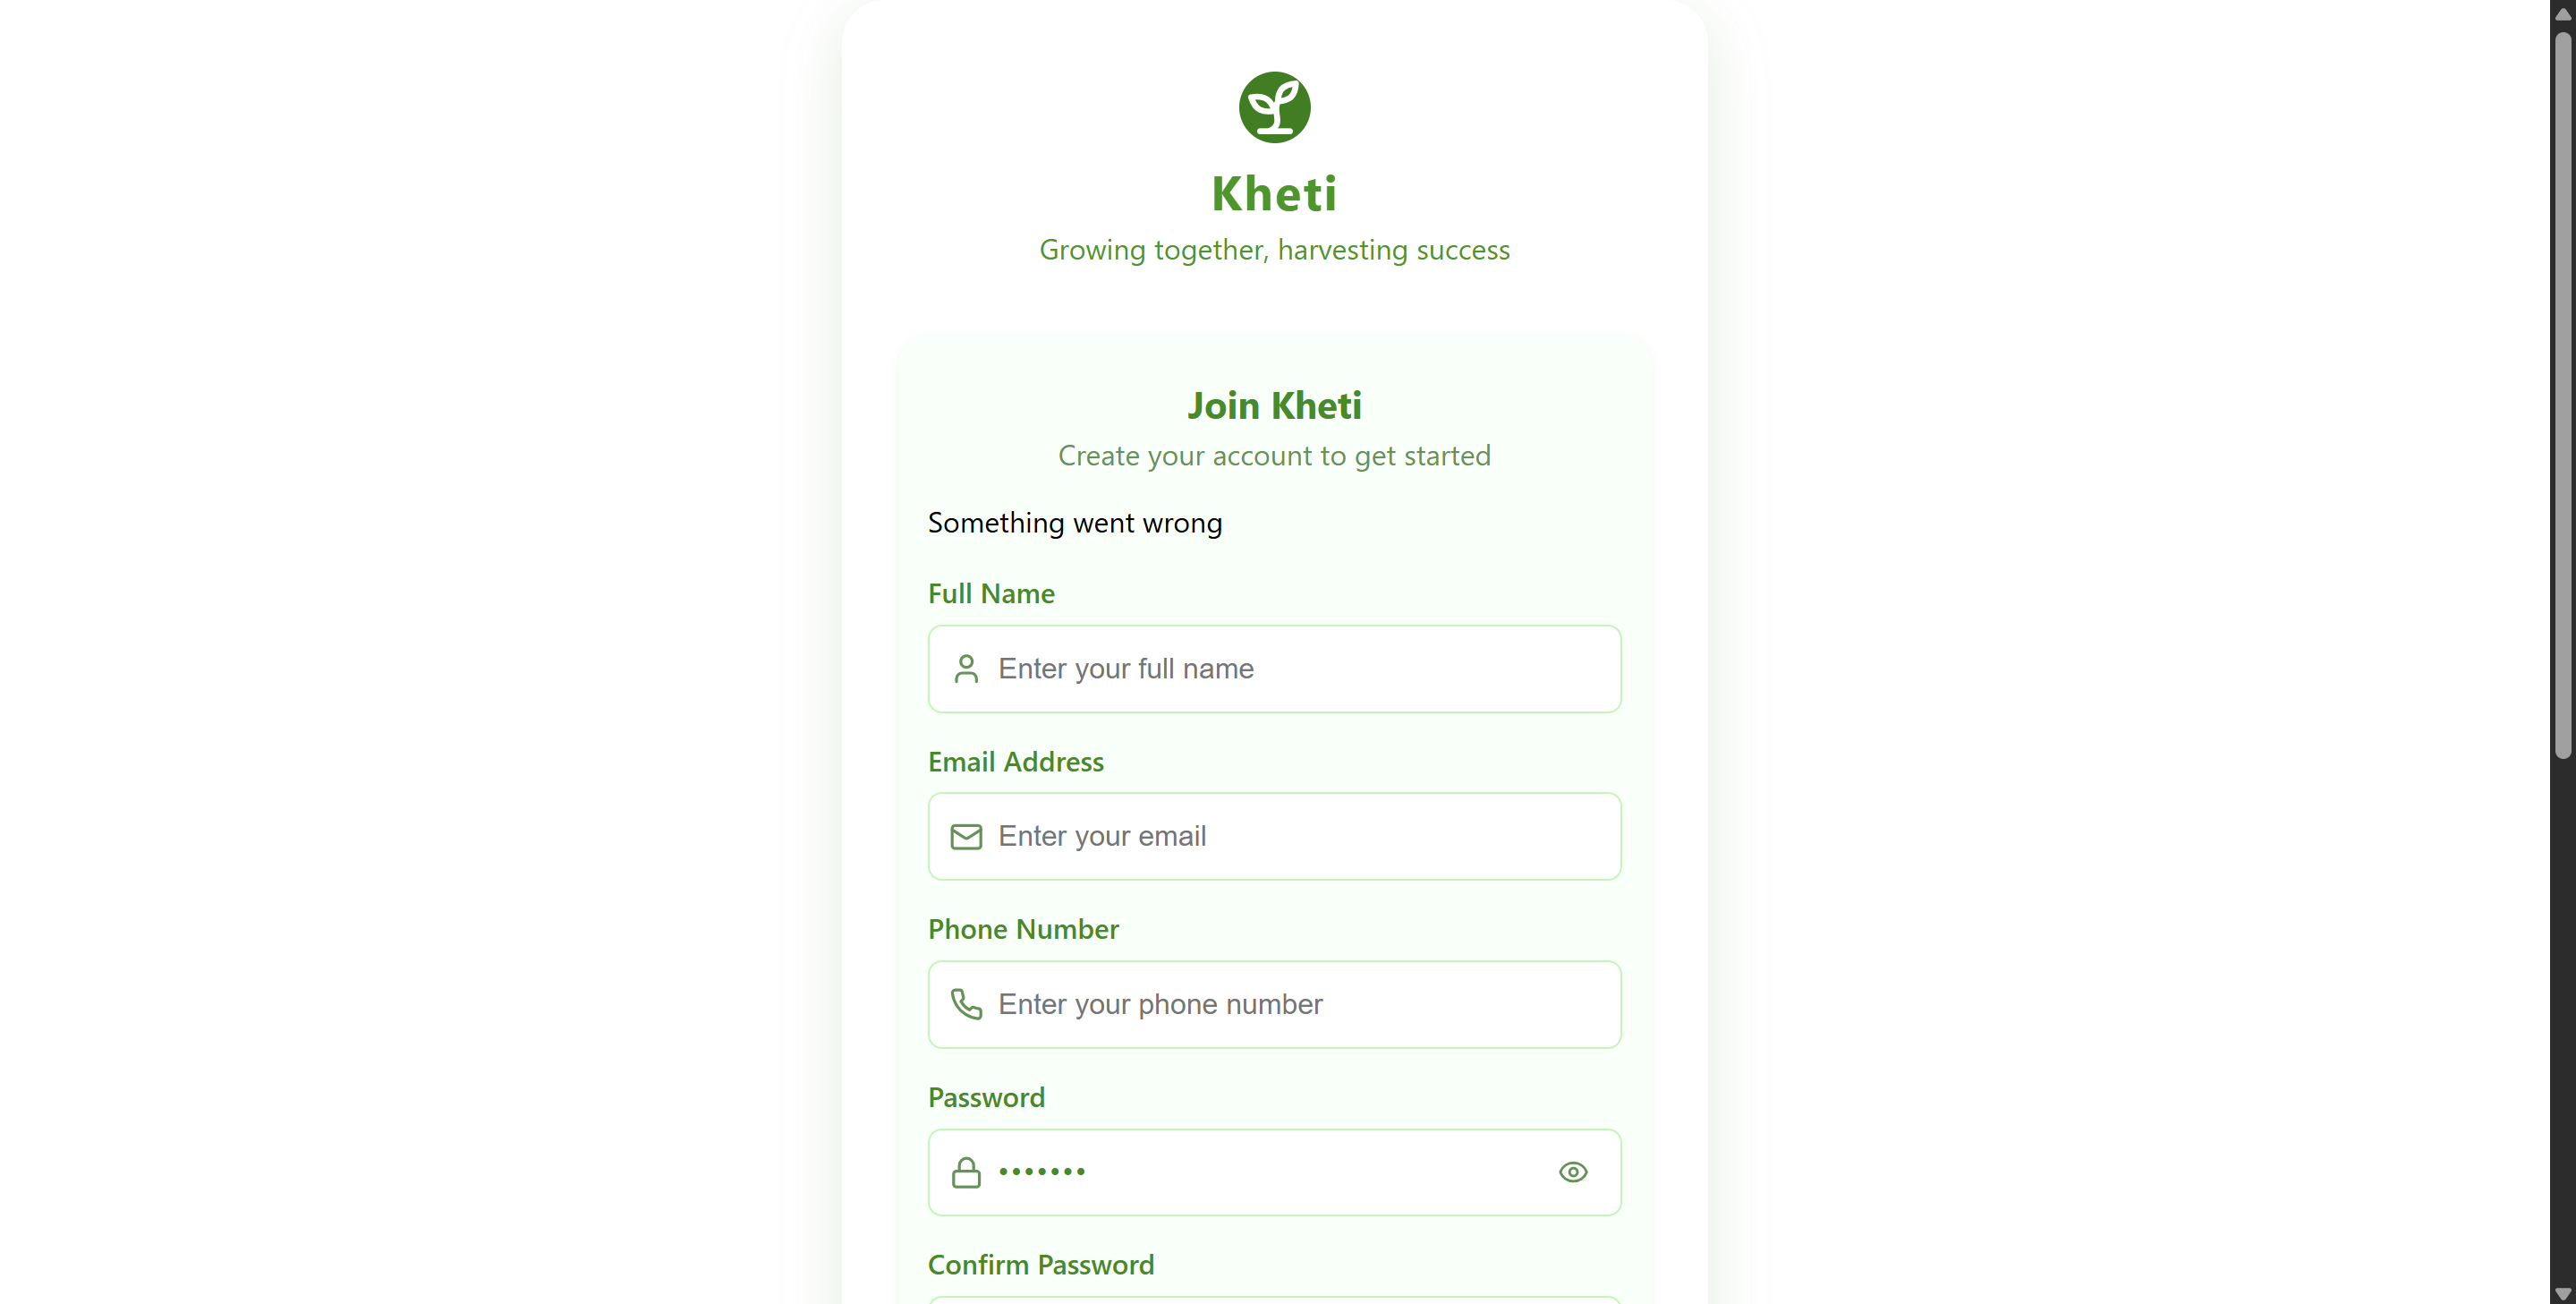 Kheti
Growing together, harvesting success
Join Kheti
Create your account to get started
Something went wrong
Full Name
Enter your full name
Email Address
Enter your email
Phone Number
Enter your phone number
Password
•••••••
Confirm Password